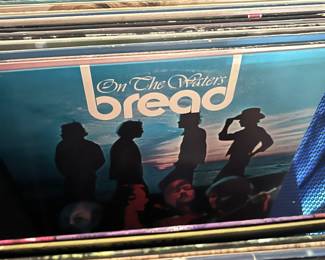 On The Waters
bread